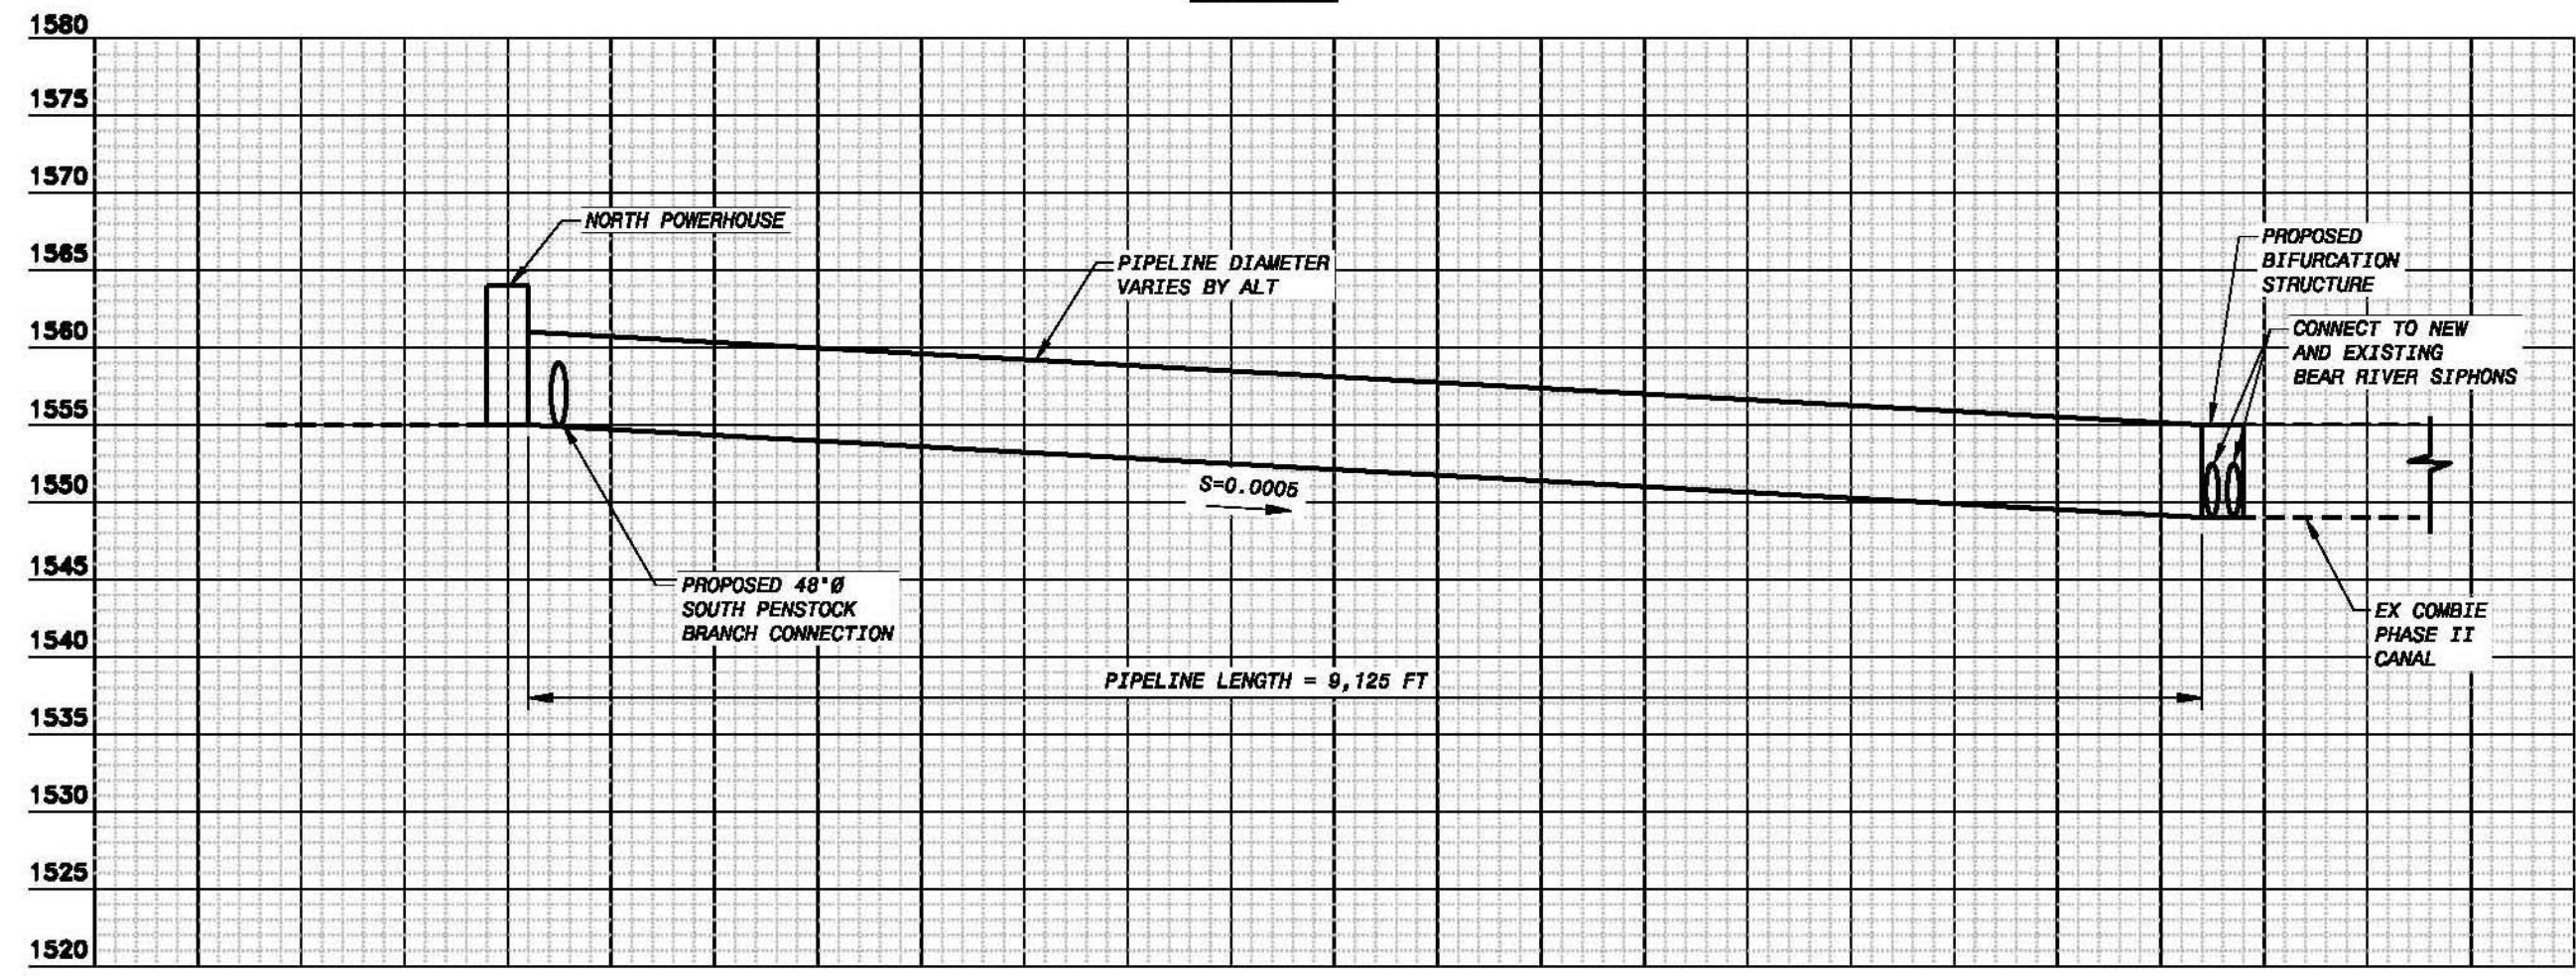 1580
1575
1570
1565
1560
1555
1550
1545
1540
1535
1530
1525
1520
NORTH POWERHOUSE
PIPELINE DIAMETER
VARIES BY ALT
PROPOSED
BIFURCATION
STRUCTURE
CONNECT TO NEW
AND EXISTING
BEAR RIVER SIPHONS
S=0.0005
PROPOSED 48"Ø
SOUTH PENSTOCK
BRANCH CONNECTION
EX COMBIE
PHASE II
CANAL
PIPELINE LENGTH = 9,125 FT